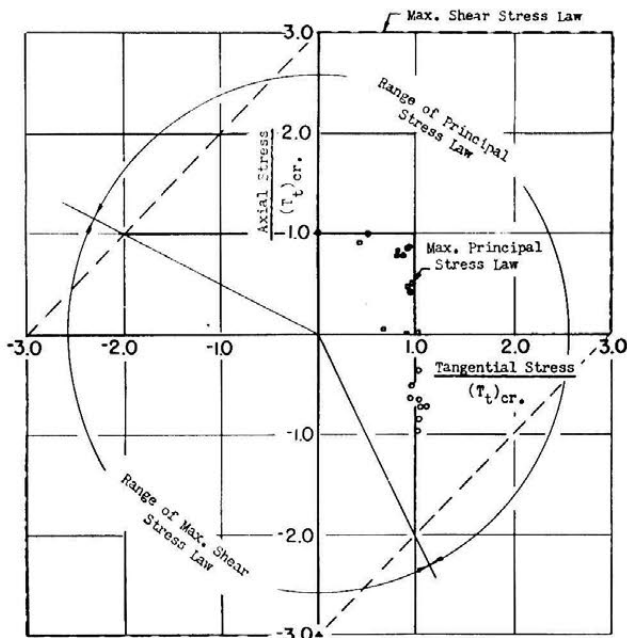 Max. Shear Stress Law
3.0
Range of Principal
Stress Law
2.0
Axial Stress
(T_t)cr.
1.0
Max. Principal
Stress Law
-3.0
-2.0
-1.0
1.0
2.0
3.0
Tangential Stress
(T_t)cr.
-1.0
Range of Max. Shear
Stress Law
-2.0
-3.0